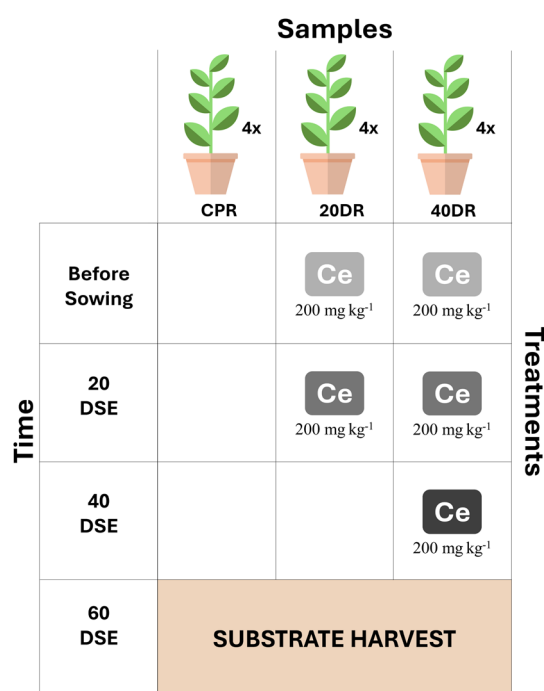 Samples
4x
4x
4x
CPR
20DR
40DR
Before
Sowing
Ce
200 mg kg⁻¹
Ce
200 mg kg⁻¹
20
DSE
Ce
200 mg kg⁻¹
Ce
200 mg kg⁻¹
40
DSE
Ce
200 mg kg⁻¹
60
DSE
SUBSTRATE HARVEST
Time
Treatments